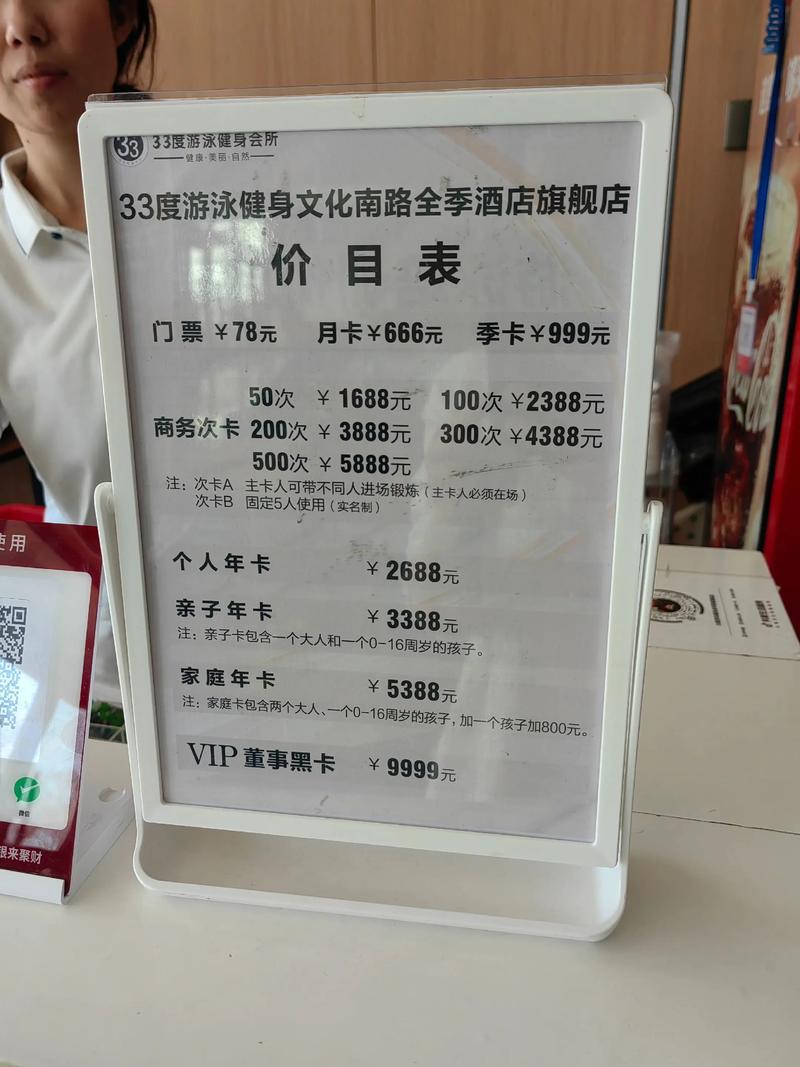 33 33度游泳健身会所
健康·美丽·自然
33度游泳健身文化南路全季酒店旗舰店
价目表
门票 ¥78元 月卡¥666元 季卡¥999元
50次 ¥1688元 100次 ¥2388元
商务次卡 200次 ¥3888元 300次 ¥4388元
500次 ¥5888元
注：次卡A 主卡人可带不同人进场锻炼（主卡人必须在场）
次卡B 固定5人使用（实名制）
个人年卡 ¥2688元
亲子年卡 ¥3388元
注：亲子卡包含一个大人和一个0-16周岁的孩子。
家庭年卡 ¥5388元
注：家庭卡包含两个大人、一个0-16周岁的孩子，加一个孩子加800元。
VIP董事黑卡 ¥9999元
使用
微信
来聚财